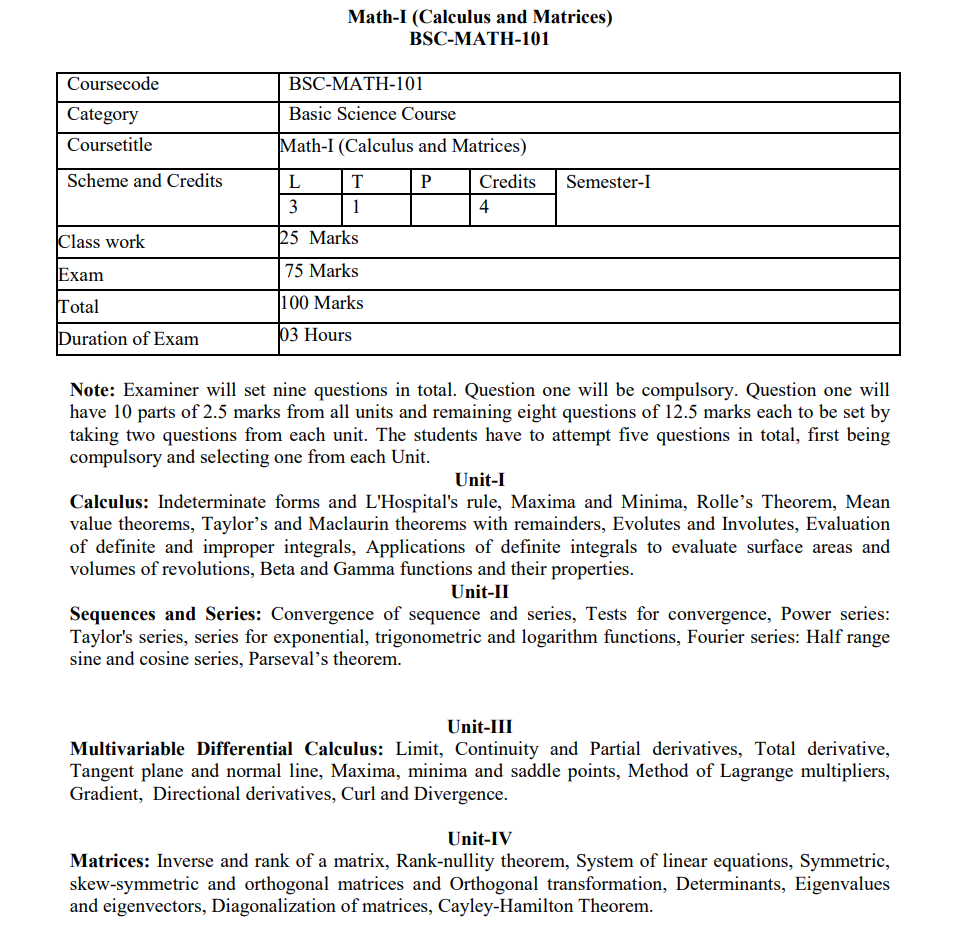 Math-I (Calculus and Matrices)
BSC-MATH-101
Coursecode BSC-MATH-101
Category Basic Science Course
Coursetitle Math-I (Calculus and Matrices)
Scheme and Credits L T P Credits Semester-I
3 1 4
Class work 25 Marks
Exam 75 Marks
Total 100 Marks
Duration of Exam 03 Hours
Note: Examiner will set nine questions in total. Question one will be compulsory. Question one will
have 10 parts of 2.5 marks from all units and remaining eight questions of 12.5 marks each to be set by
taking two questions from each unit. The students have to attempt five questions in total, first being
compulsory and selecting one from each Unit.
Unit-I
Calculus: Indeterminate forms and L'Hospital's rule, Maxima and Minima, Rolle’s Theorem, Mean
value theorems, Taylor’s and Maclaurin theorems with remainders, Evolutes and Involutes, Evaluation
of definite and improper integrals, Applications of definite integrals to evaluate surface areas and
volumes of revolutions, Beta and Gamma functions and their properties.
Unit-II
Sequences and Series: Convergence of sequence and series, Tests for convergence, Power series:
Taylor's series, series for exponential, trigonometric and logarithm functions, Fourier series: Half range
sine and cosine series, Parseval’s theorem.
Unit-III
Multivariable Differential Calculus: Limit, Continuity and Partial derivatives, Total derivative,
Tangent plane and normal line, Maxima, minima and saddle points, Method of Lagrange multipliers,
Gradient, Directional derivatives, Curl and Divergence.
Unit-IV
Matrices: Inverse and rank of a matrix, Rank-nullity theorem, System of linear equations, Symmetric,
skew-symmetric and orthogonal matrices and Orthogonal transformation, Determinants, Eigenvalues
and eigenvectors, Diagonalization of matrices, Cayley-Hamilton Theorem.